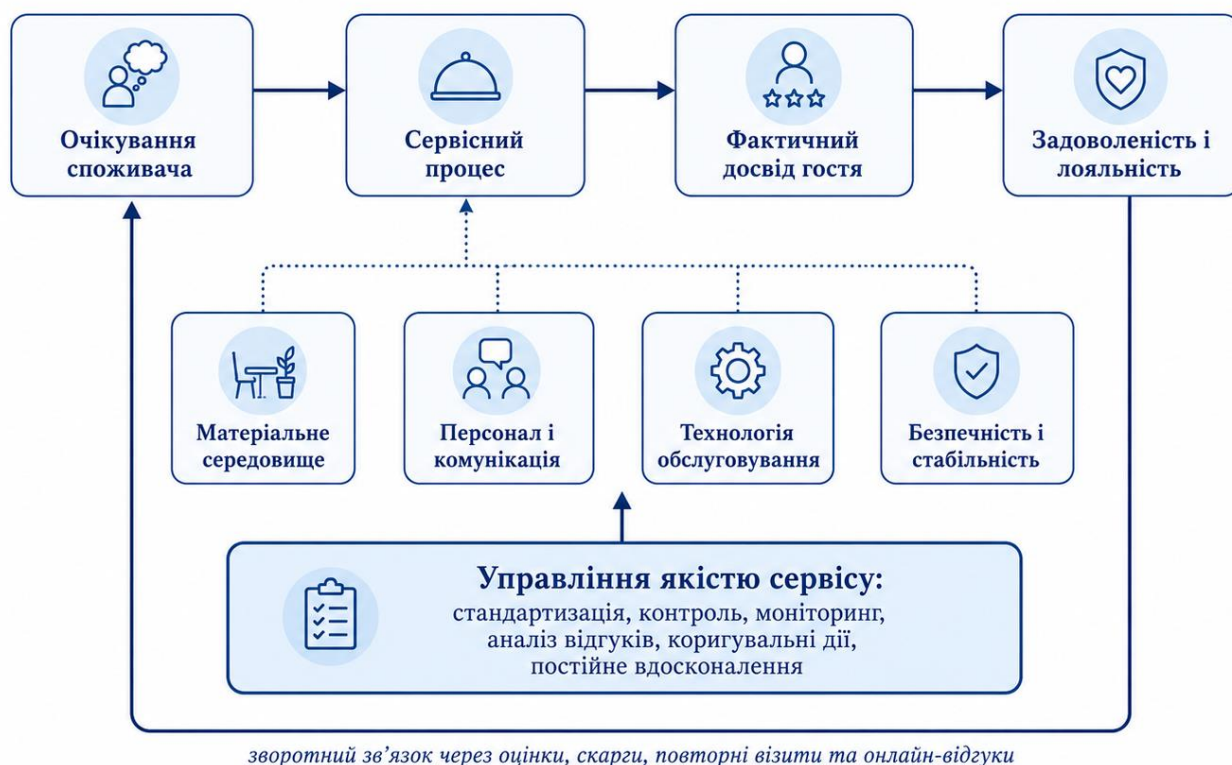 Очікування
споживача
Сервісний
процес
Фактичний
досвід гостя
Задоволеність і
лояльність
Матеріальне
середовище
Персонал і
комунікація
Технологія
обслуговування
Безпечність і
стабільність
Управління якістю сервісу:
стандартизація, контроль, моніторинг,
аналіз відгуків, коригувальні дії,
постійне вдосконалення
зворотний зв’язок через оцінки, скарги, повторні візити та онлайн-відгуки